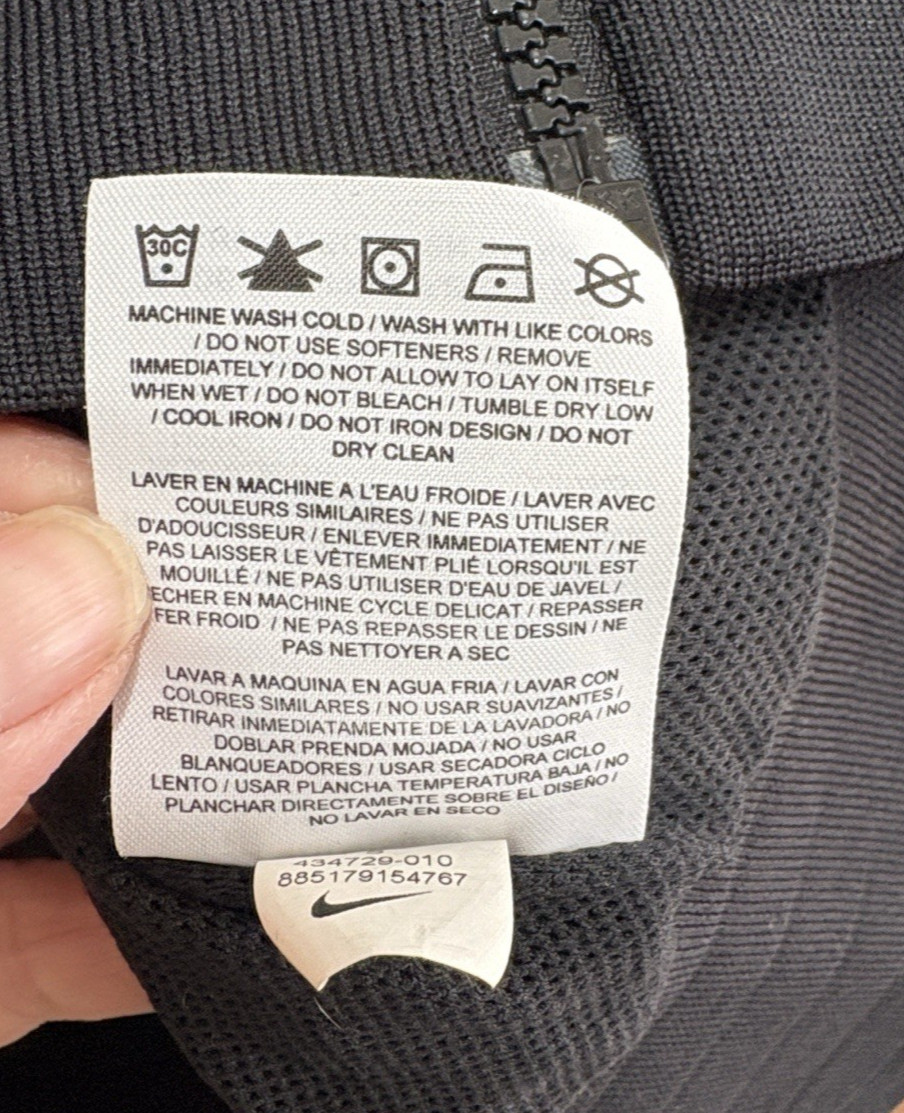 30C
MACHINE WASH COLD / WASH WITH LIKE COLORS
/ DO NOT USE SOFTENERS / REMOVE
IMMEDIATELY / DO NOT ALLOW TO LAY ON ITSELF
WHEN WET / DO NOT BLEACH / TUMBLE DRY LOW
/ COOL IRON / DO NOT IRON DESIGN / DO NOT
DRY CLEAN
LAVER EN MACHINE A L'EAU FROIDE / LAVER AVEC
COULEURS SIMILAIRES / NE PAS UTILISER
D'ADOUCISSEUR / ENLEVER IMMEDIATEMENT / NE
PAS LAISSER LE VÊTEMENT PLIÉ LORSQU'IL EST
MOUILLÉ / NE PAS UTILISER D'EAU DE JAVEL /
ECHER EN MACHINE CYCLE DELICAT / REPASSER
FER FROID / NE PAS REPASSER LE DESSIN / NE
PAS NETTOYER A SEC
LAVAR A MAQUINA EN AGUA FRIA / LAVAR CON
COLORES SIMILARES / NO USAR SUAVIZANTES /
RETIRAR INMEDIATAMENTE DE LA LAVADORA / NO
DOBLAR PRENDA MOJADA / NO USAR
BLANQUEADORES / USAR SECADORA CICLO
LENTO / USAR PLANCHA TEMPERATURA BAJA / NO
PLANCHAR DIRECTAMENTE SOBRE EL DISEÑO /
NO LAVAR EN SECO
434729-010
885179154767